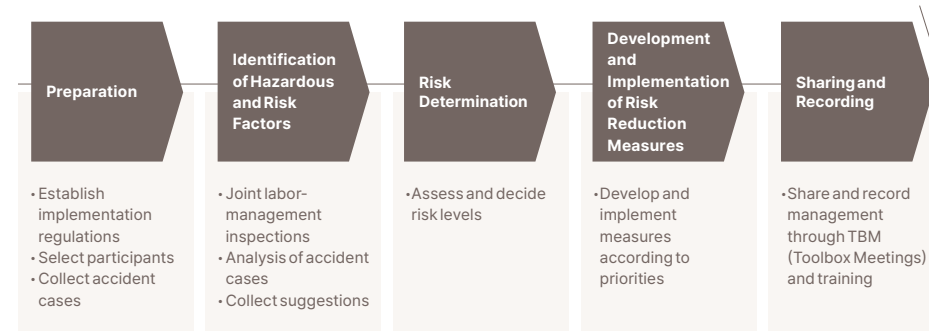 Preparation
Identification
of Hazardous
and Risk
Factors
Risk
Determination
Development
and
Implementation
of Risk
Reduction
Measures
Sharing and
Recording
• Establish
implementation
regulations
• Select participants
• Collect accident
cases
• Joint labor-
management
inspections
• Analysis of accident
cases
• Collect suggestions
• Assess and decide
risk levels
• Develop and
implement
measures
according to
priorities
• Share and record
management
through TBM
(Toolbox Meetings)
and training